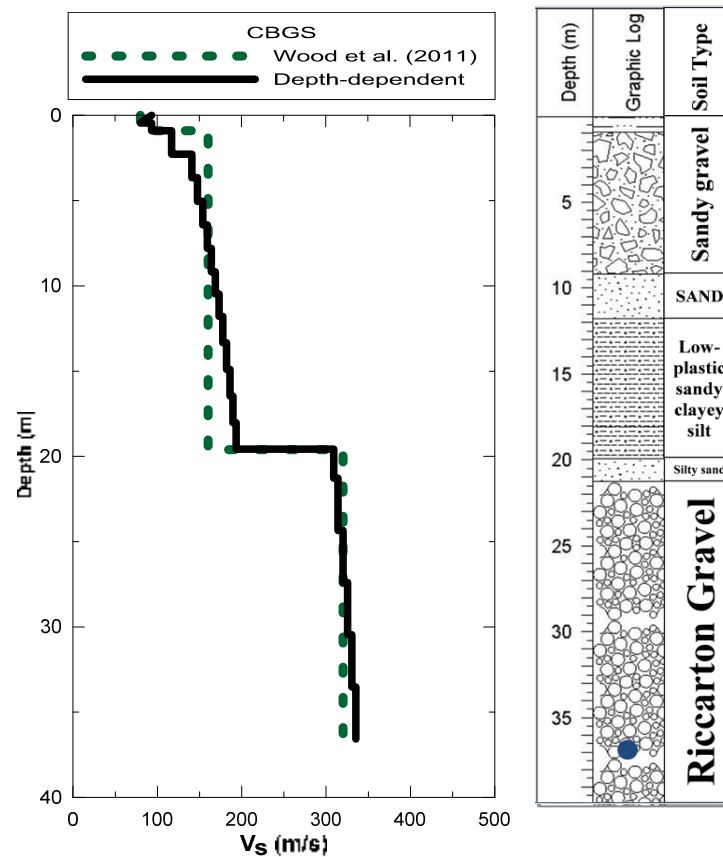 CBGS
Wood et al. (2011)
Depth-dependent
0
10
20
30
40
Depth (m)
0
100
200
300
400
500
Vs (m/s)
Depth (m)
Graphic Log
Soil Type
5
10
15
20
25
30
35
Sandy gravel
SAND
Low-
plastic
sandy
clayey
silt
Silty sand
Riccarton Gravel